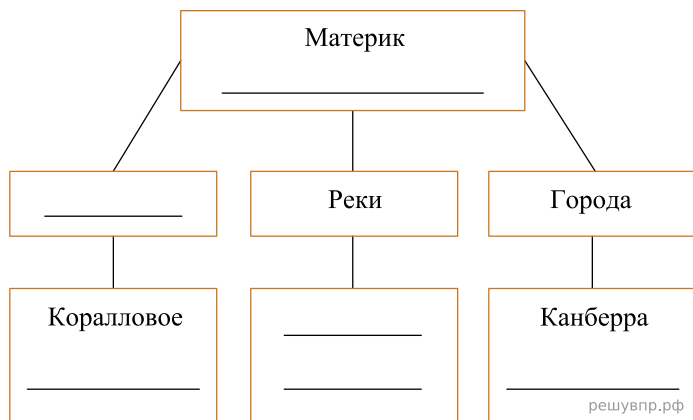 Материк
Реки
Города
Коралловое
Канберра
решувпр.рф